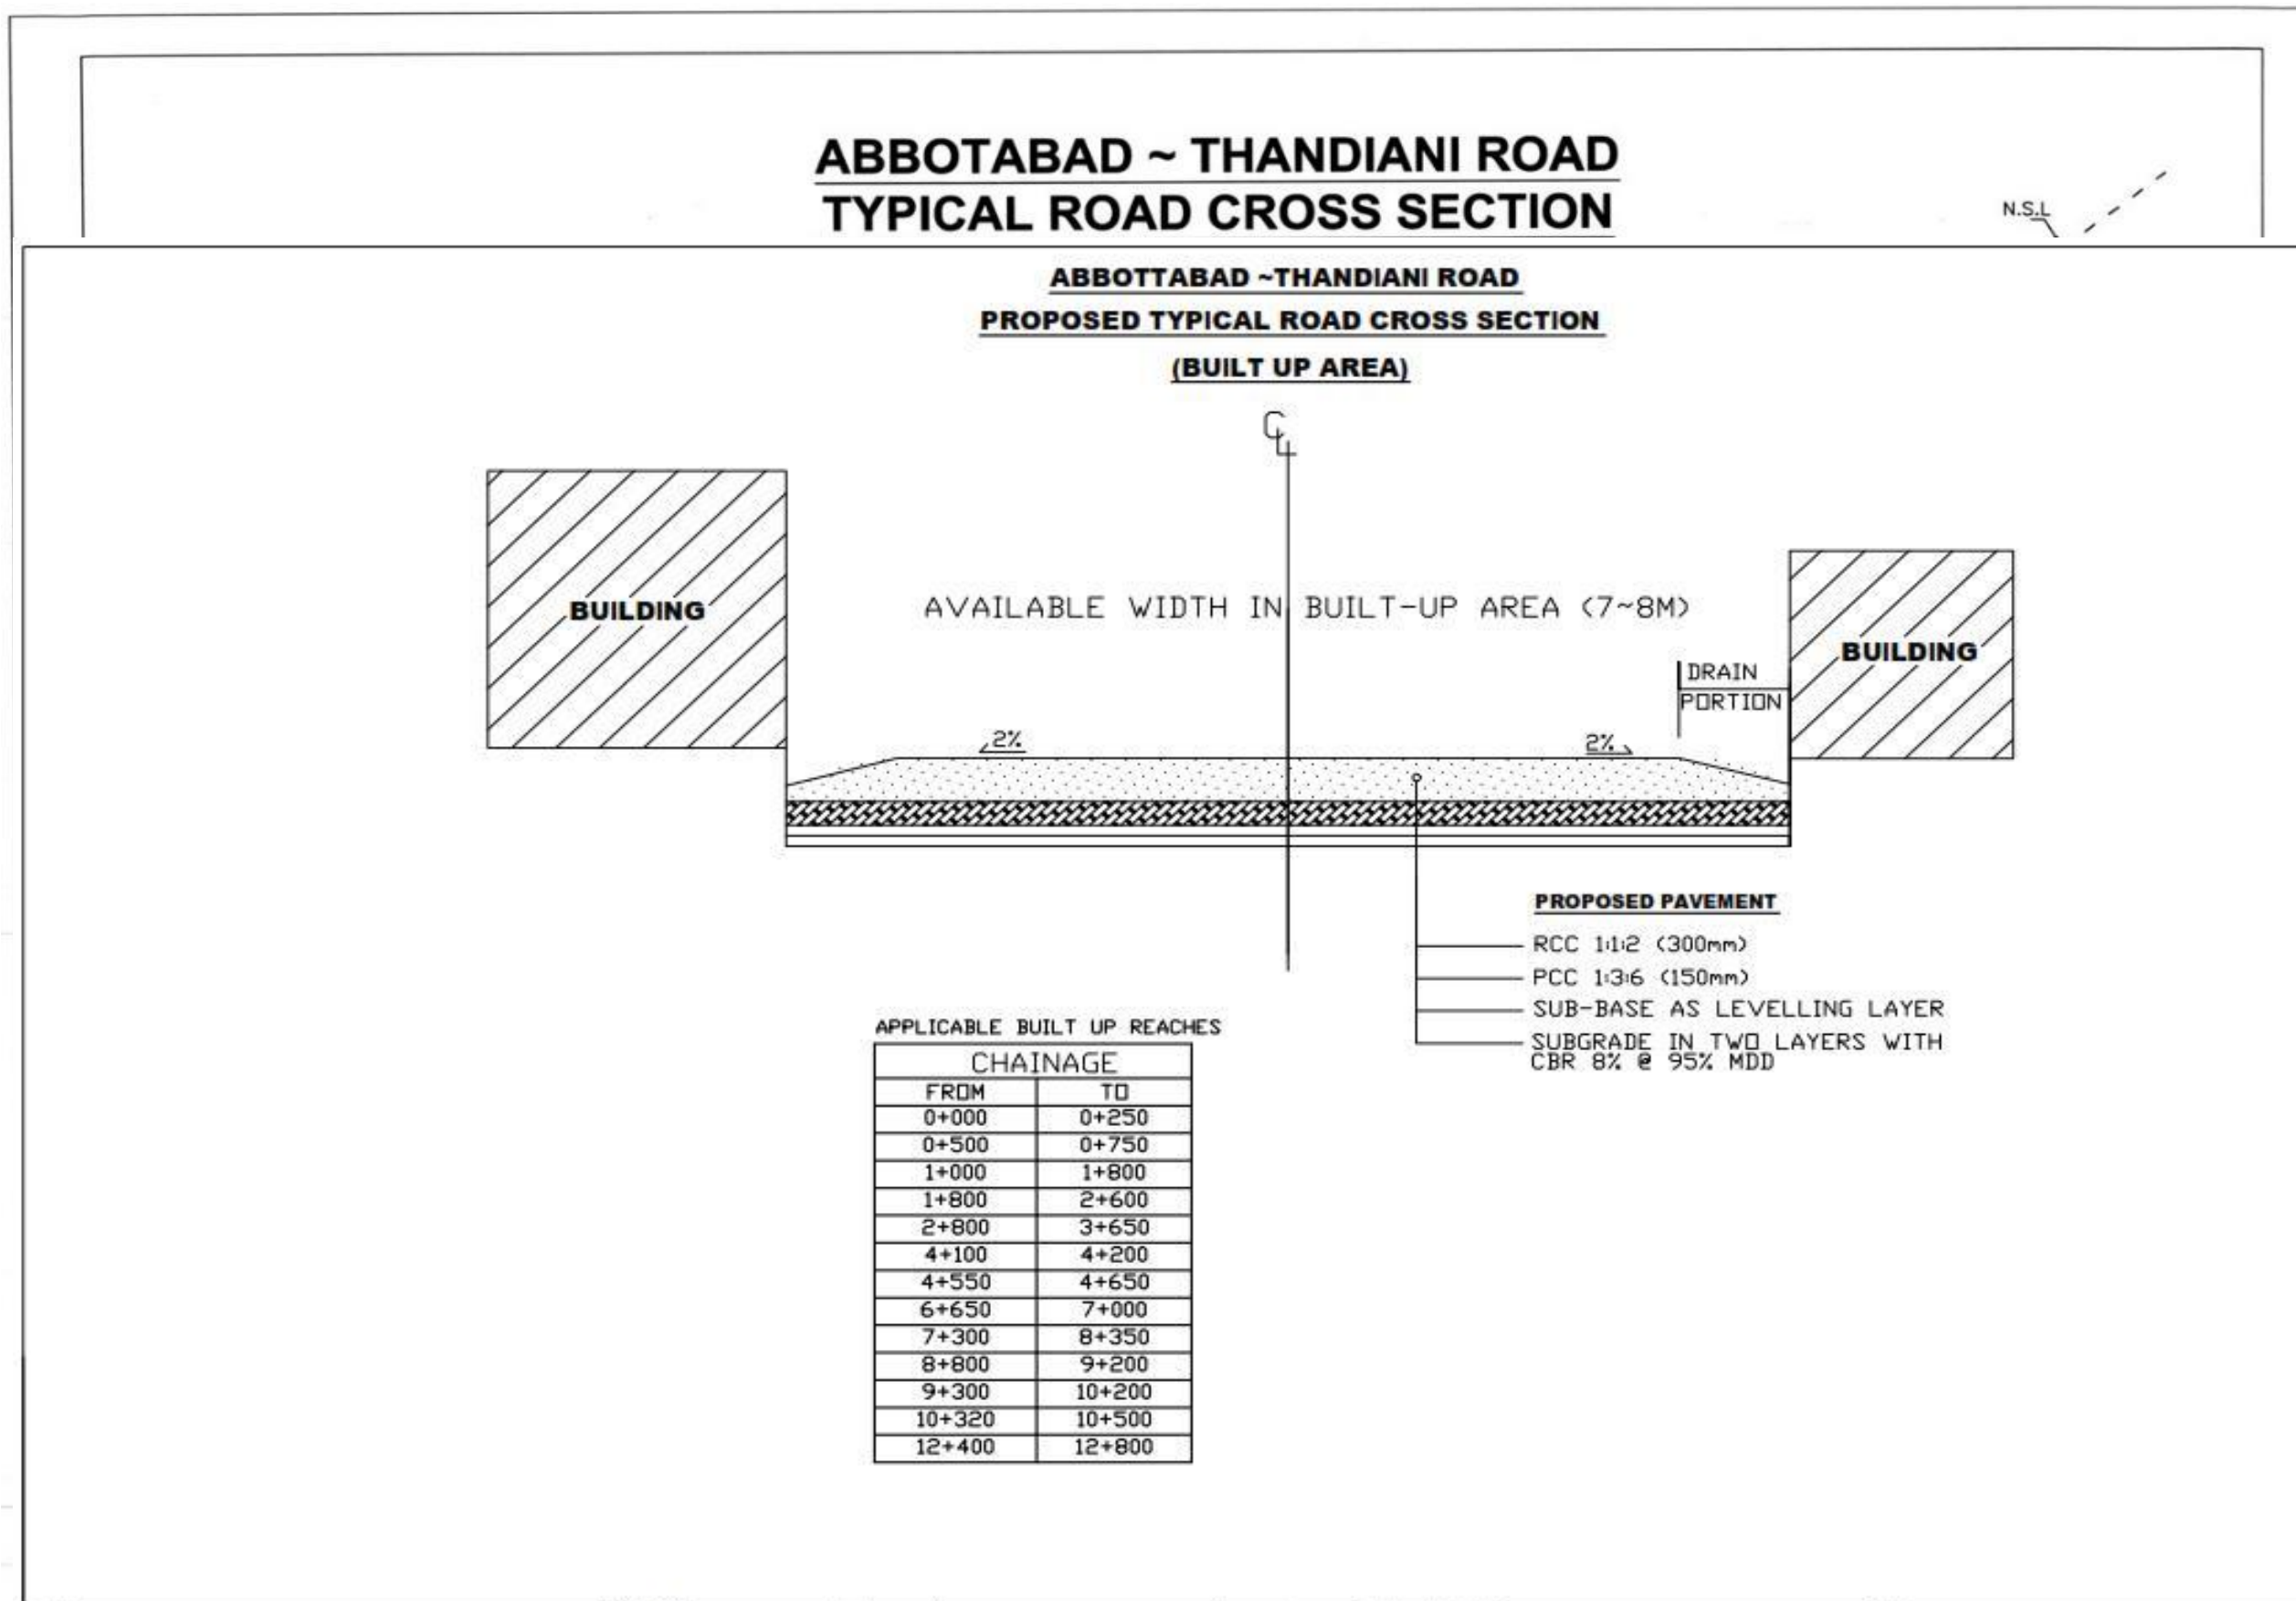 ABBOTABAD ~ THANDIANI ROAD
TYPICAL ROAD CROSS SECTION
N.S.L
ABBOTTABAD ~THANDIANI ROAD
PROPOSED TYPICAL ROAD CROSS SECTION
(BUILT UP AREA)
CL
BUILDING
AVAILABLE WIDTH IN BUILT-UP AREA (7~8M)
BUILDING
DRAIN
PORTION
2%
2%
PROPOSED PAVEMENT
RCC 1:1:2 (300mm)
PCC 1:3:6 (150mm)
SUB-BASE AS LEVELLING LAYER
SUBGRADE IN TWO LAYERS WITH
CBR 8% @ 95% MDD
APPLICABLE BUILT UP REACHES
CHAINAGE
FROM TO
0+000 0+250
0+500 0+750
1+000 1+800
1+800 2+600
2+800 3+650
4+100 4+200
4+550 4+650
6+650 7+000
7+300 8+350
8+800 9+200
9+300 10+200
10+320 10+500
12+400 12+800